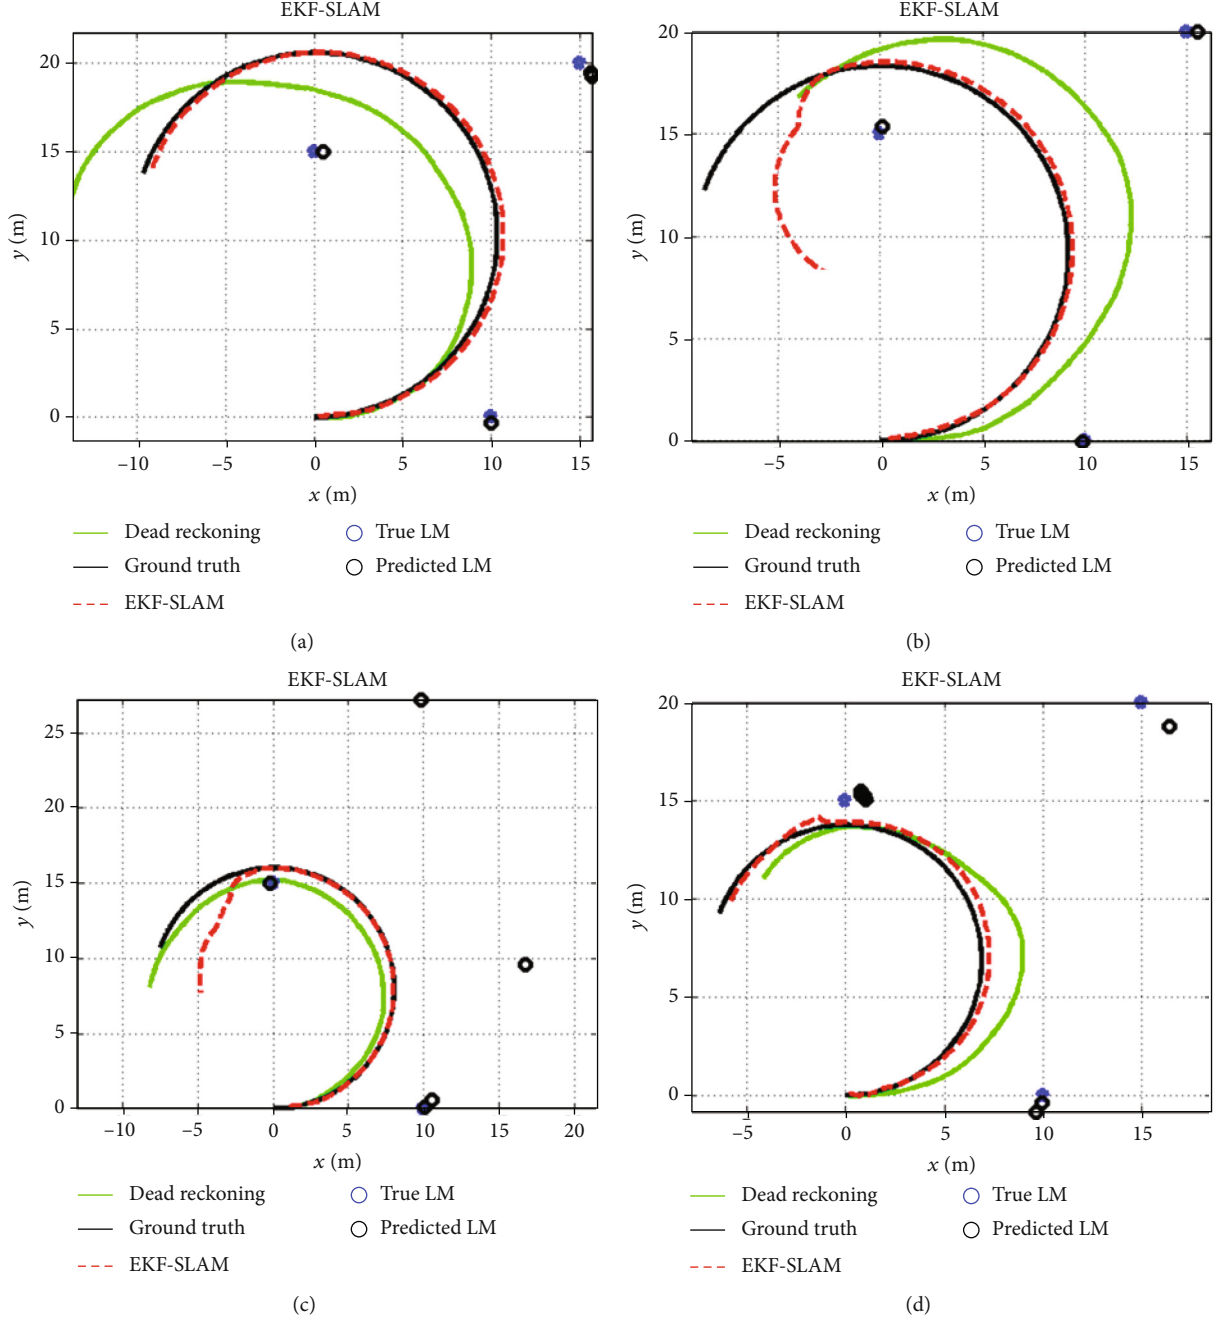 EKF-SLAM
20
15
10
5
0
y (m)
–10
–5
0
5
10
15
x (m)
Dead reckoning
True LM
Ground truth
Predicted LM
EKF-SLAM
(a)
EKF-SLAM
20
15
10
5
0
y (m)
–5
0
5
10
15
x (m)
Dead reckoning
True LM
Ground truth
Predicted LM
EKF-SLAM
(b)
EKF-SLAM
25
20
15
10
5
0
y (m)
–10
–5
0
5
10
15
20
x (m)
Dead reckoning
True LM
Ground truth
Predicted LM
EKF-SLAM
(c)
EKF-SLAM
20
15
10
5
0
y (m)
–5
0
5
10
15
x (m)
Dead reckoning
True LM
Ground truth
Predicted LM
EKF-SLAM
(d)